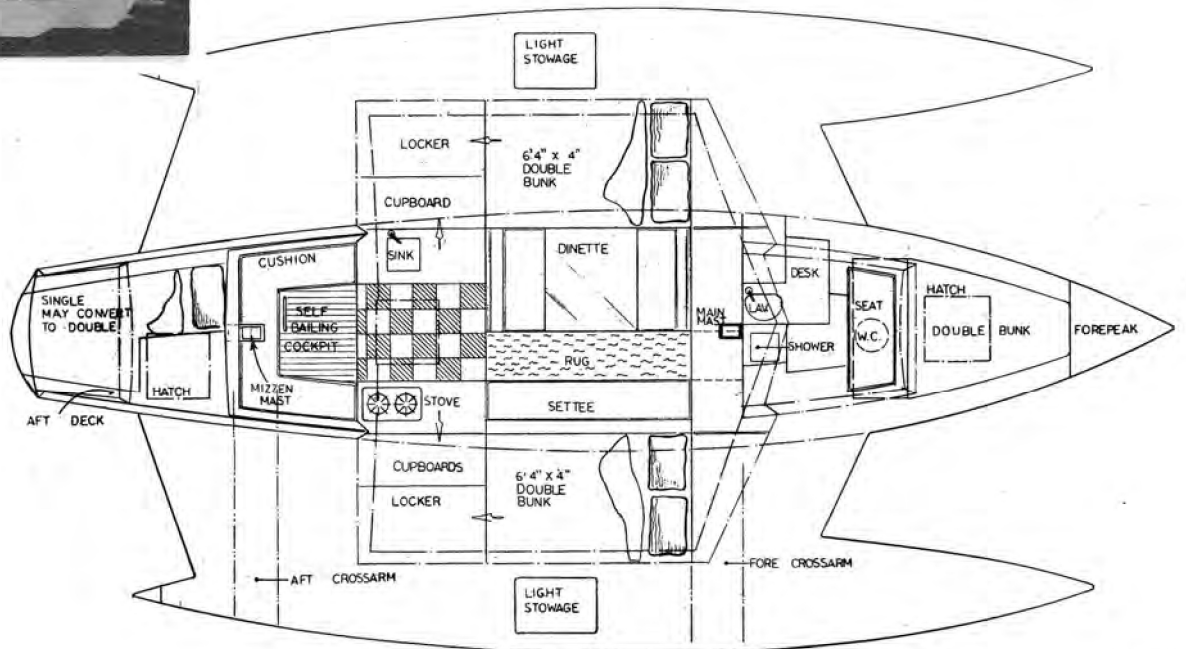 LIGHT
STOWAGE
LOCKER
6'4" x 4"
DOUBLE
BUNK
CUPBOARD
CUSHION
SINK
DINETTE
DESK
SINGLE
MAY CONVERT
TO DOUBLE
SELF
BAILING
COCKPIT
MAIN
MAST
LAV
SEAT
W.C.
HATCH
DOUBLE BUNK
FOREPEAK
SHOWER
RUG
HATCH
MIZZEN
MAST
STOVE
SETTEE
AFT DECK
CUPBOARDS
LOCKER
6'4" x 4"
DOUBLE
BUNK
AFT CROSSARM
FORE CROSSARM
LIGHT
STOWAGE